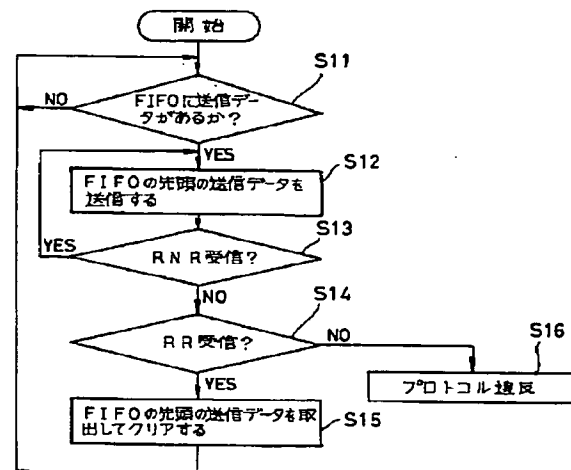 開始
S11
FIFOに送信デー
タがあるか？
NO
YES
S12
FIFOの先頭の送信データを
送信する
S13
RNR受信？
YES
NO
S14
RR受信？
NO
S16
プロトコル違反
YES
S15
FIFOの先頭の送信データを取
出してクリアする